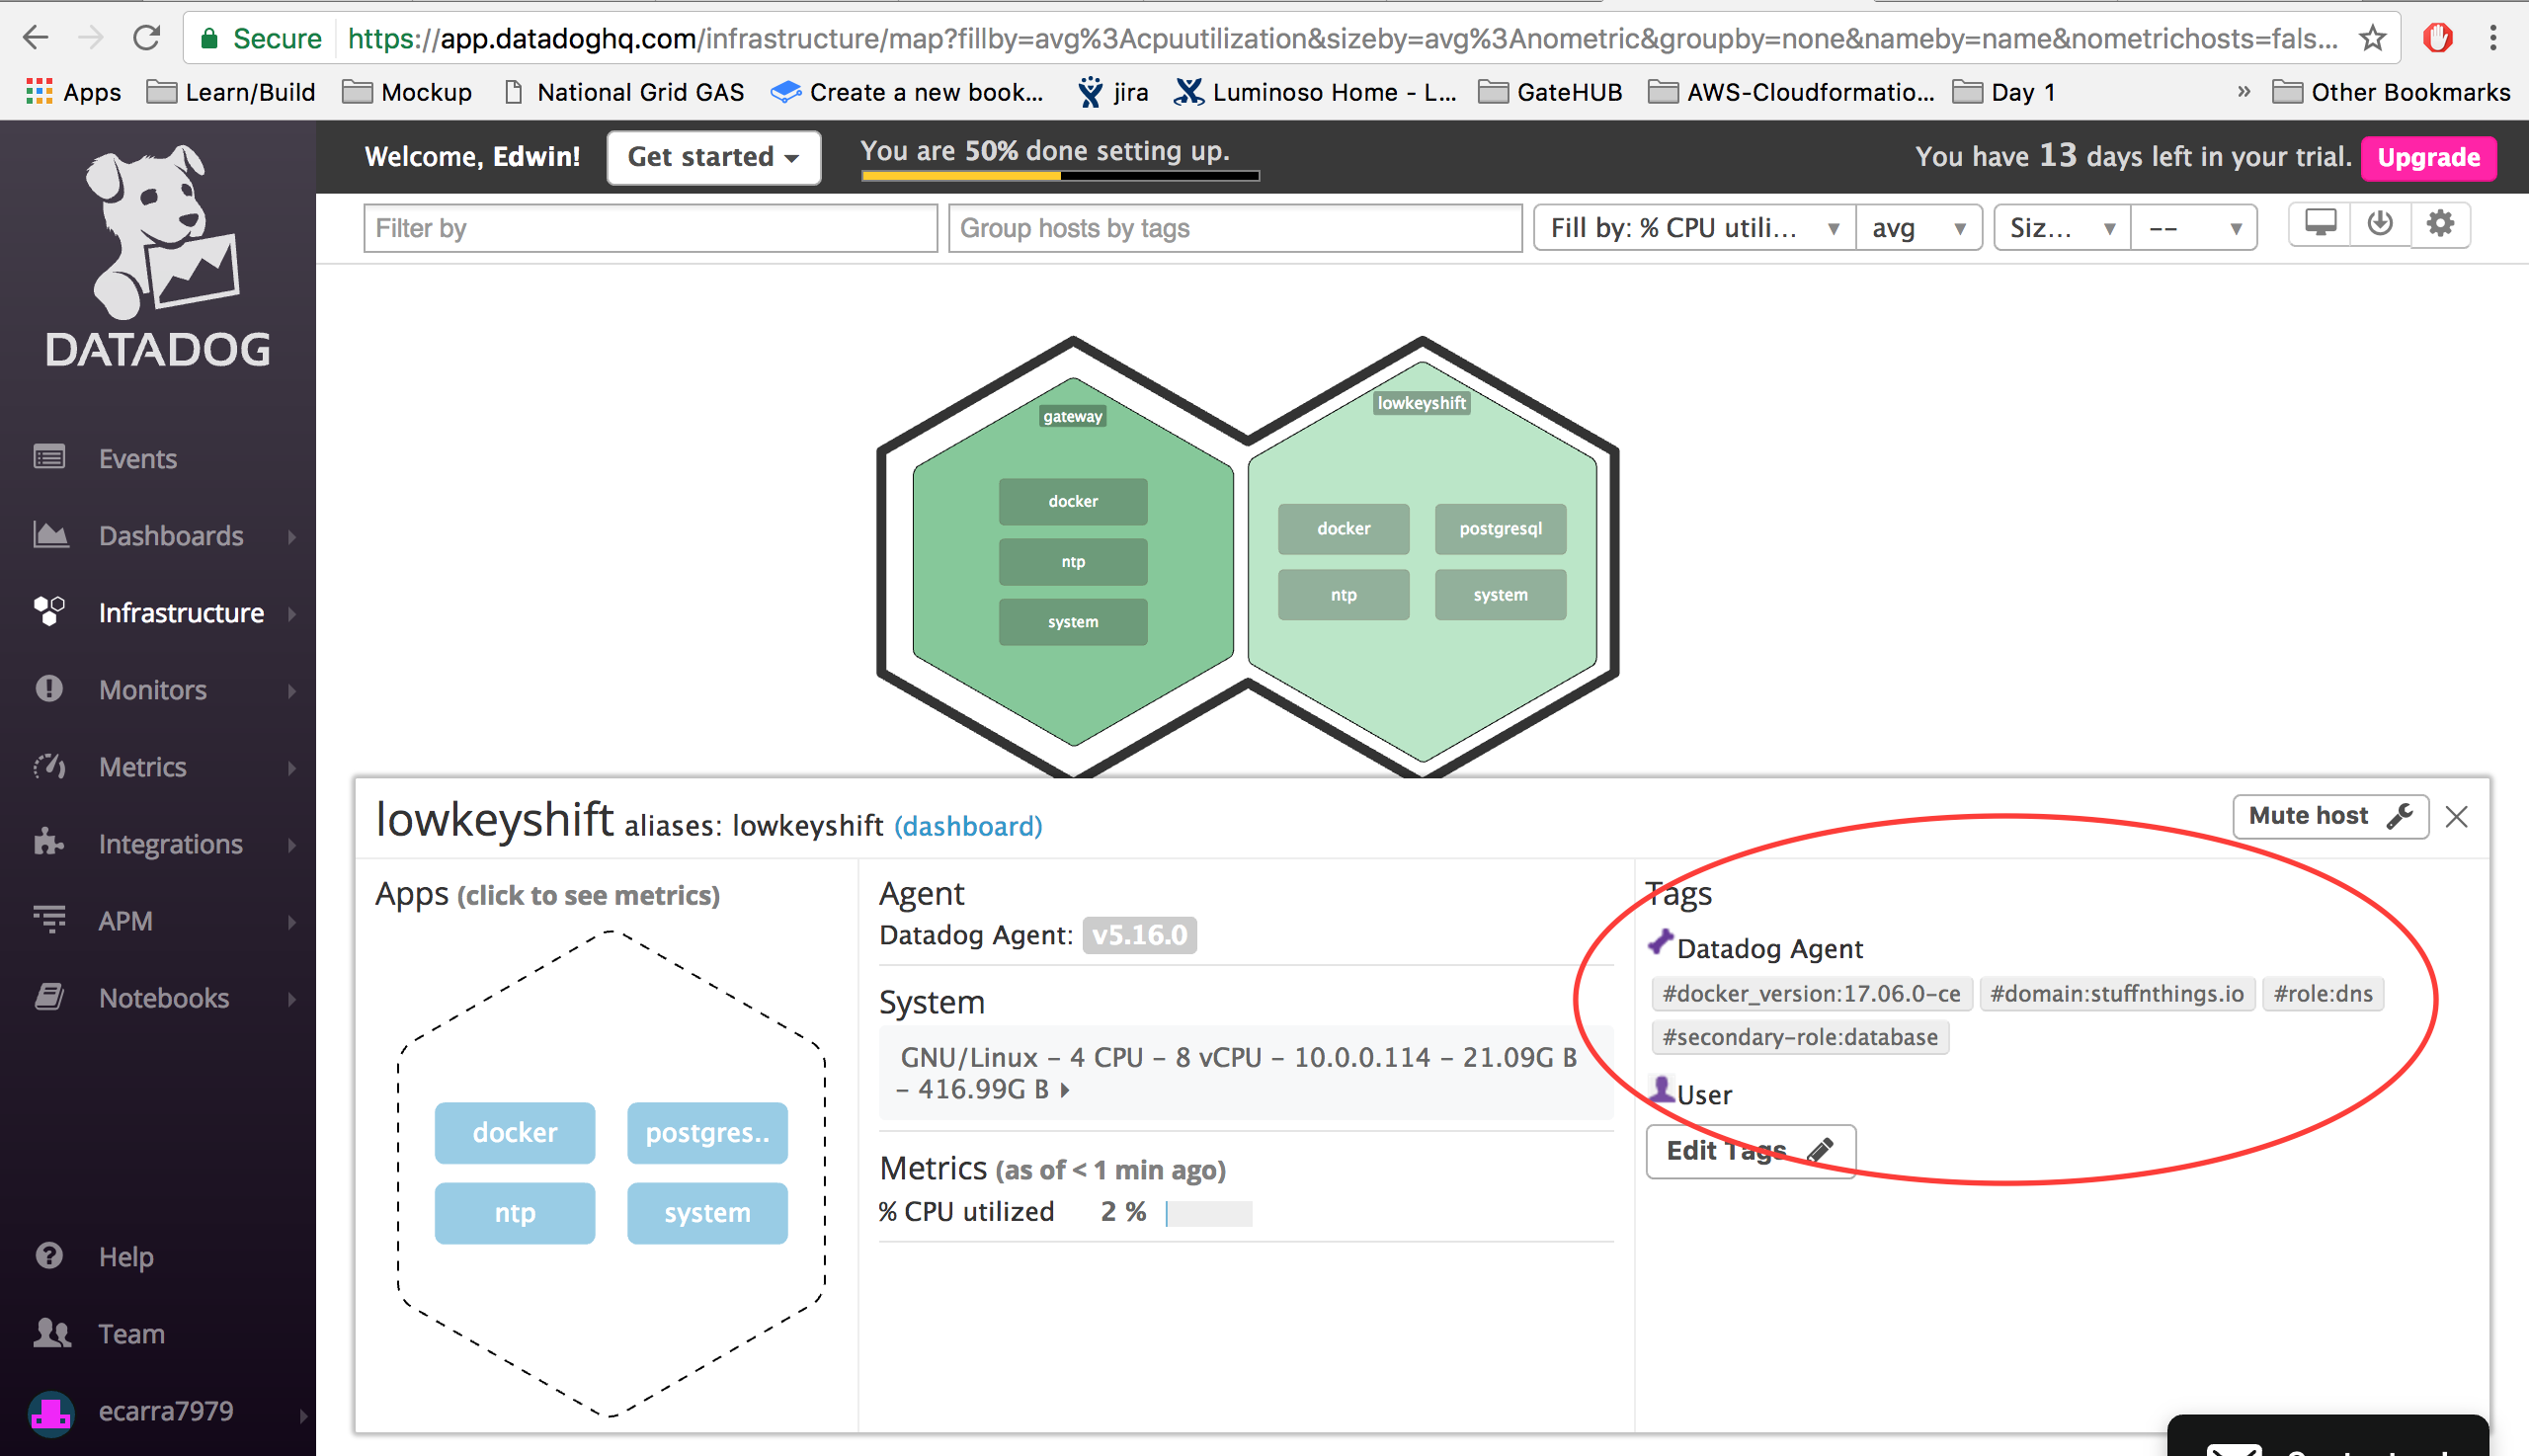 Secure https://app.datadoghq.com/infrastructure/map?fillby=avg%3Acpuutilization&sizeby=avg%3Anometric&groupby=none&nameby=name&nometrichosts=fals...
Apps Learn/Build Mockup National Grid GAS Create a new book... jira Luminoso Home - L... GateHUB AWS-Cloudformatio... Day 1 » Other Bookmarks
DATADOG
Welcome, Edwin! Get started You are 50% done setting up. You have 13 days left in your trial. Upgrade
Filter by Group hosts by tags Fill by: % CPU utili... avg Siz... --
Events
Dashboards
Infrastructure
Monitors
Metrics
Integrations
APM
Notebooks
Help
Team
ecarra7979
gateway
docker
ntp
system
lowkeyshift
docker postgresql
ntp system
lowkeyshift aliases: lowkeyshift (dashboard)
Mute host
Apps (click to see metrics)
docker postgres..
ntp system
Agent
Datadog Agent: v5.16.0
System
GNU/Linux – 4 CPU – 8 vCPU – 10.0.0.114 – 21.09G B
– 416.99G B
Metrics (as of < 1 min ago)
% CPU utilized 2 %
Tags
Datadog Agent
#docker_version:17.06.0-ce #domain:stuffnthings.io #role:dns
#secondary-role:database
User
Edit Tags